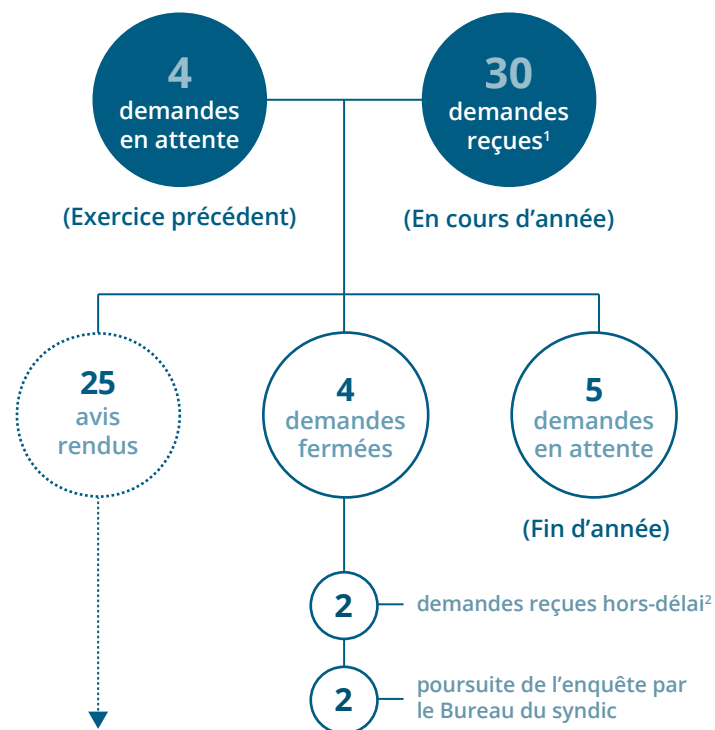 4
demandes
en attente
(Exercice précédent)
30
demandes
reçues¹
(En cours d’année)
25
avis
rendus
4
demandes
fermées
5
demandes
en attente
(Fin d’année)
2
demandes reçues hors-délai²
2
poursuite de l’enquête par
le Bureau du syndic